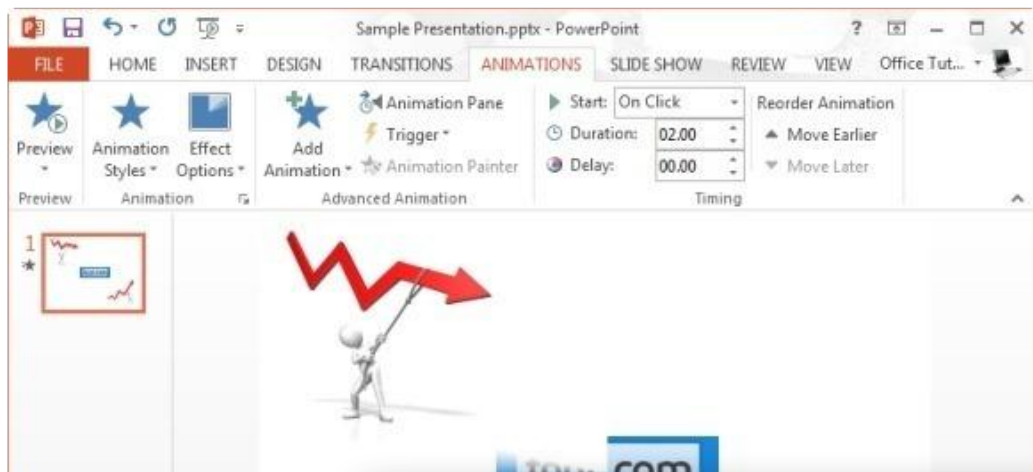 Sample Presentation.pptx - PowerPoint
?
FILE HOME INSERT DESIGN TRANSITIONS ANIMATIONS SLIDE SHOW REVIEW VIEW Office Tut...
Animation Pane Start: On Click Reorder Animation
Trigger Duration: 02.00 Move Earlier
Preview Animation Styles Effect Options Add Animation Animation Painter Delay: 00.00 Move Later
Preview Animation Advanced Animation Timing
1
com